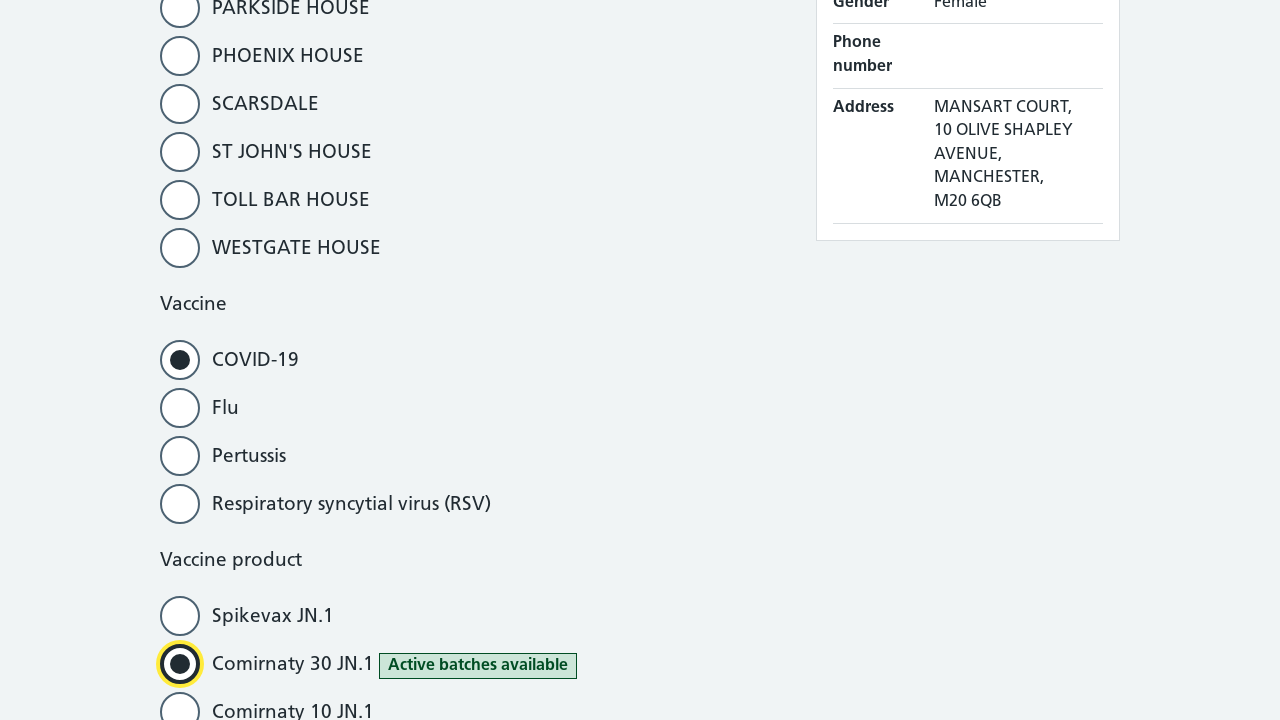 PARKSIDE HOUSE
PHOENIX HOUSE
SCARSDALE
ST JOHN'S HOUSE
TOLL BAR HOUSE
WESTGATE HOUSE
Vaccine
COVID-19
Flu
Pertussis
Respiratory syncytial virus (RSV)
Vaccine product
Spikevax JN.1
Comirnaty 30 JN.1 Active batches available
Comirnaty 10 JN.1
Gender Female
Phone
number
Address MANSART COURT,
10 OLIVE SHAPLEY
AVENUE,
MANCHESTER,
M20 6QB